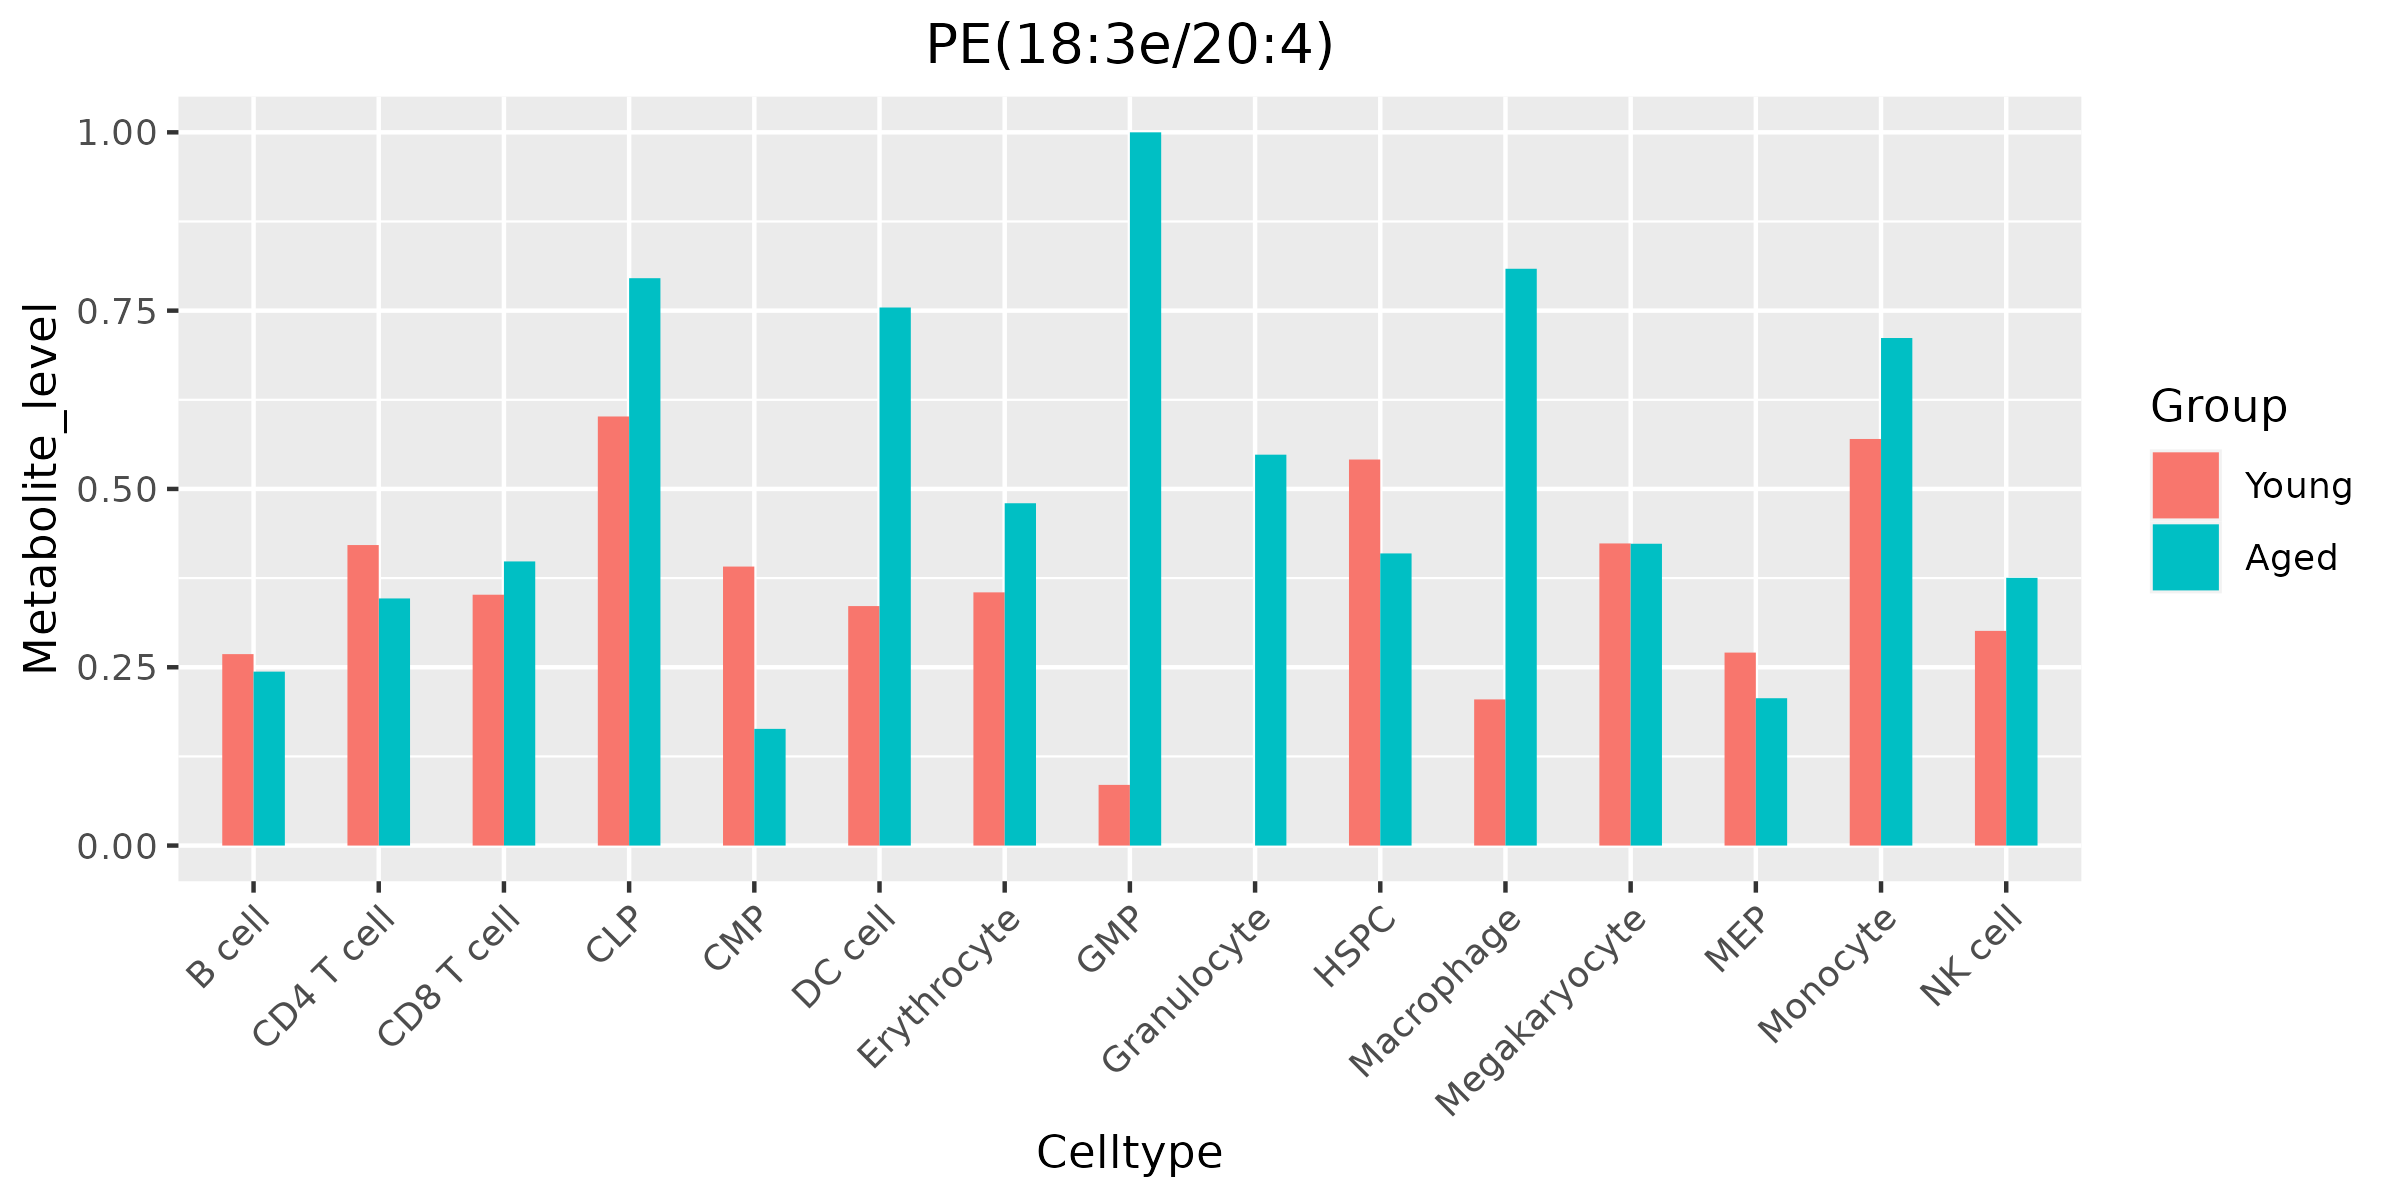 PE(18:3e/20:4)
Metabolite_level
1.00
0.75
0.50
0.25
0.00
B cell
CD4 T cell
CD8 T cell
CLP
CMP
DC cell
Erythrocyte
GMP
Granulocyte
HSPC
Macrophage
Megakaryocyte
MEP
Monocyte
NK cell
Celltype
Group
Young
Aged